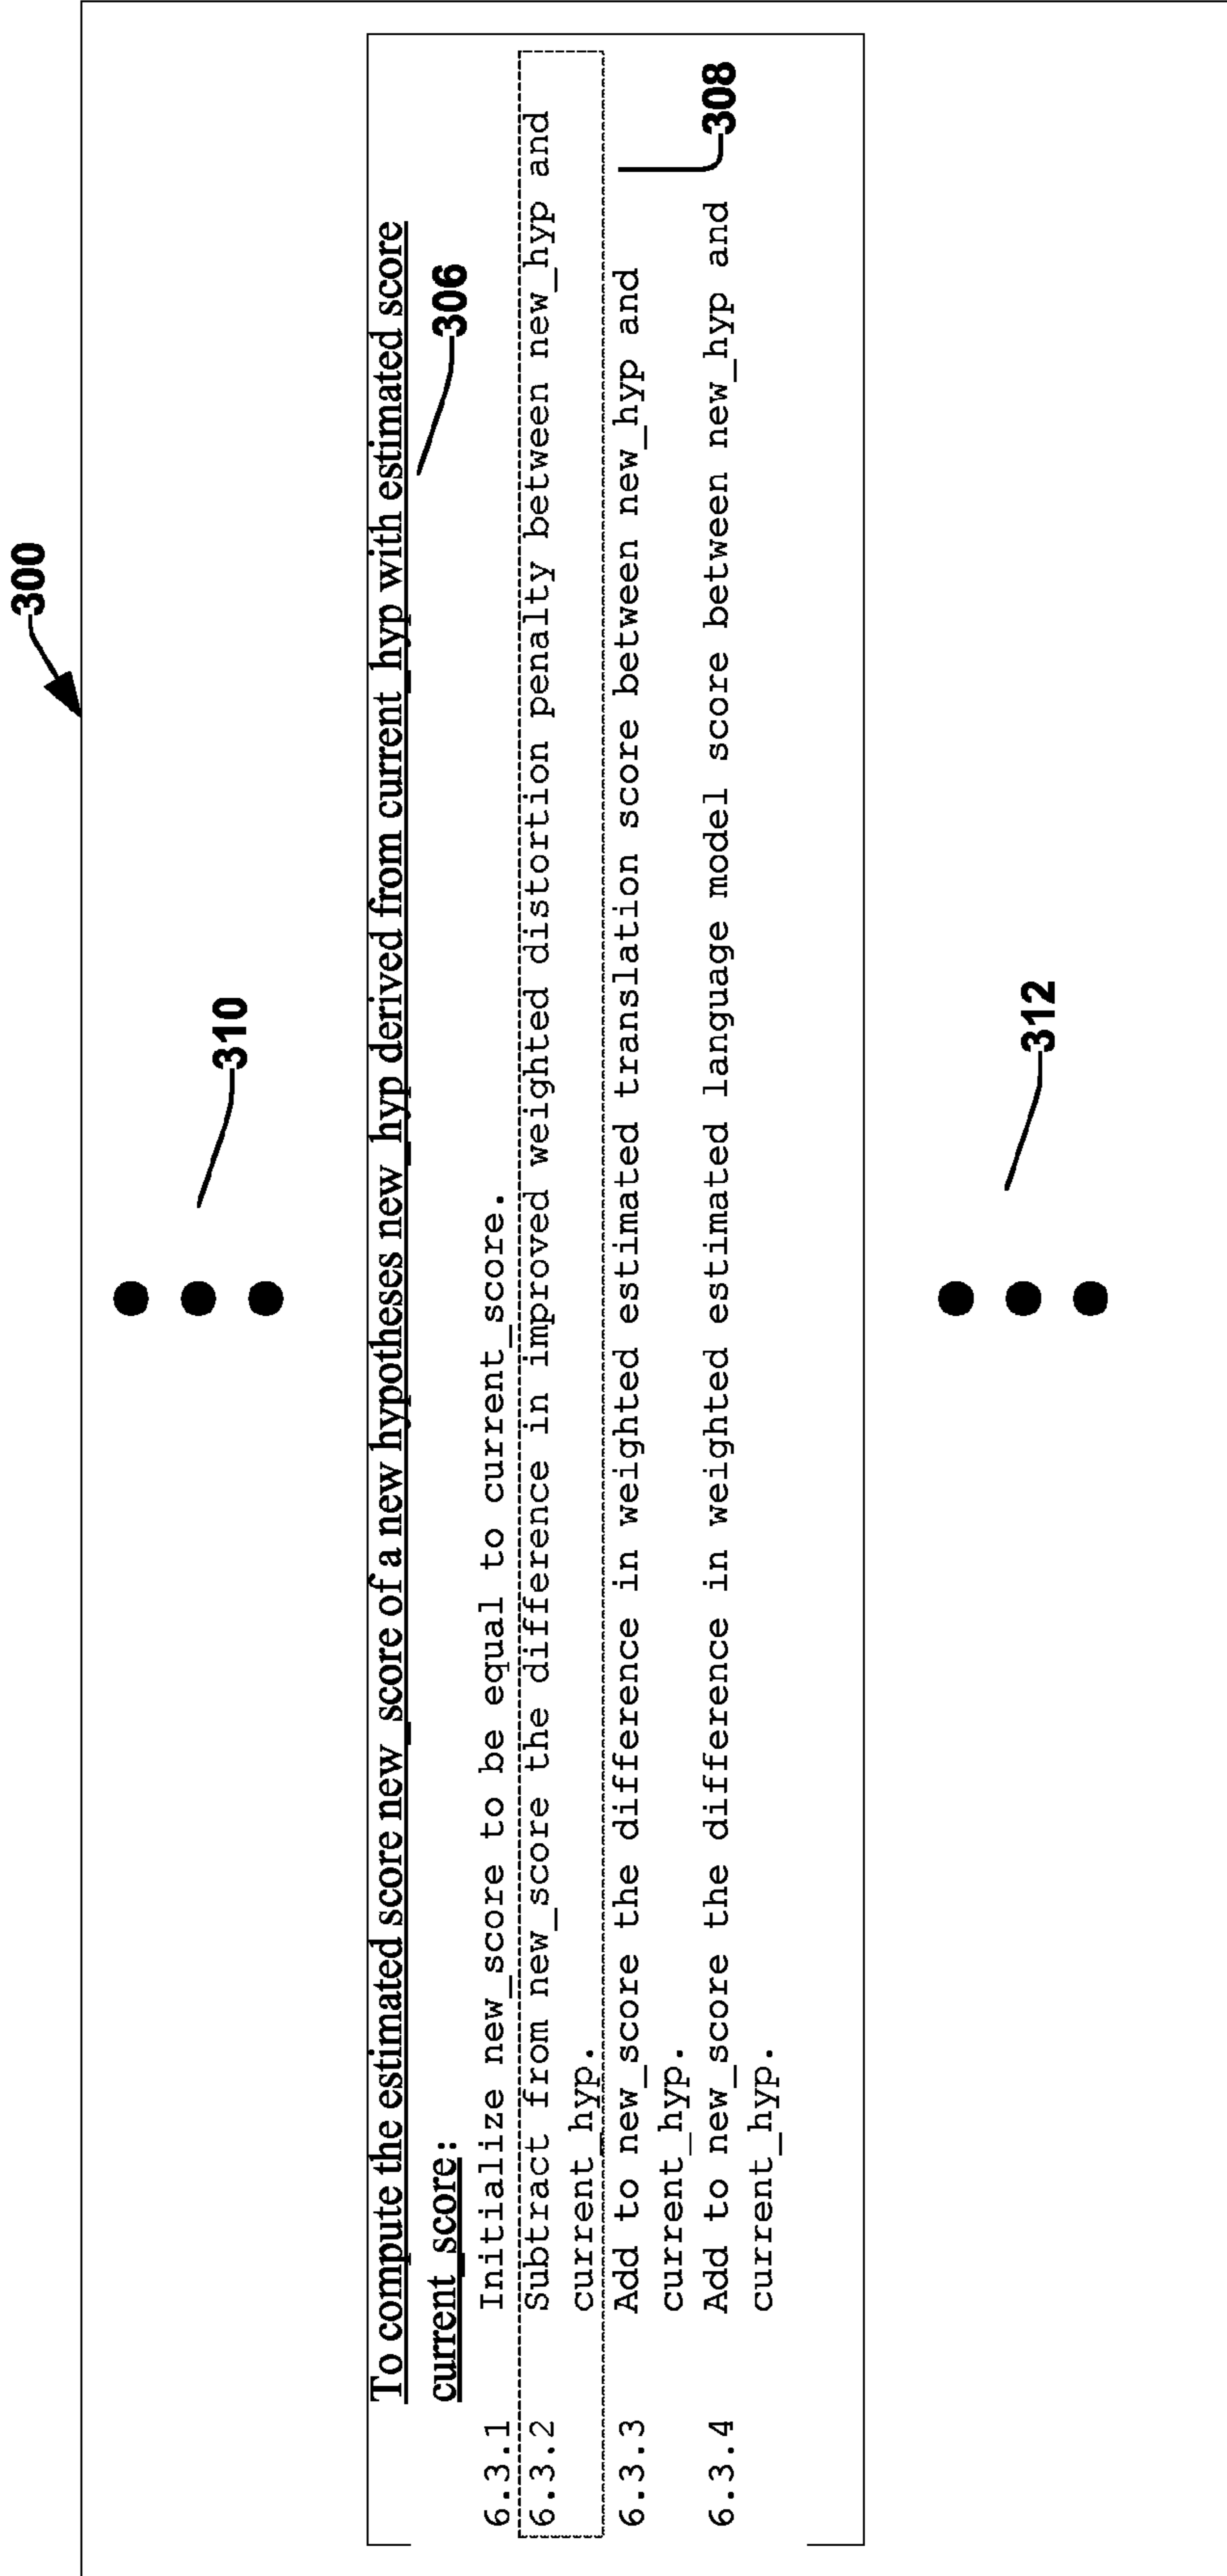 300
310
To compute the estimated score new_score of a new hypotheses new_hyp derived from current_hyp with estimated score
current_score:
306
6.3.1 Initialize new_score to be equal to current_score.
6.3.2 Subtract from new_score the difference in improved weighted distortion penalty between new_hyp and
current_hyp.
6.3.3 Add to new_score the difference in weighted estimated translation score between new_hyp and
current_hyp.
308
6.3.4 Add to new_score the difference in weighted estimated language model score between new_hyp and
current_hyp.
312